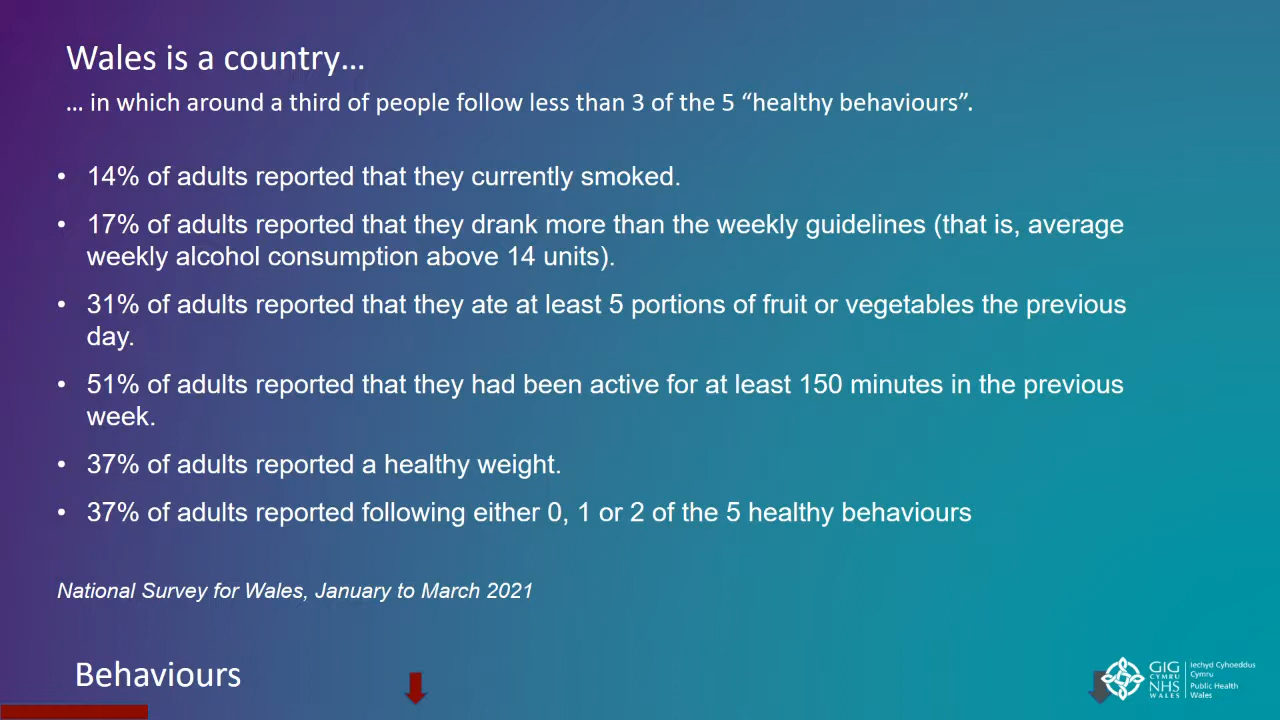 Wales is a country…
… in which around a third of people follow less than 3 of the 5 “healthy behaviours”.
• 14% of adults reported that they currently smoked.
• 17% of adults reported that they drank more than the weekly guidelines (that is, average
weekly alcohol consumption above 14 units).
• 31% of adults reported that they ate at least 5 portions of fruit or vegetables the previous
day.
• 51% of adults reported that they had been active for at least 150 minutes in the previous
week.
• 37% of adults reported a healthy weight.
• 37% of adults reported following either 0, 1 or 2 of the 5 healthy behaviours
National Survey for Wales, January to March 2021
Behaviours
GIG
CYMRU
NHS
WALES
Iechyd Cyhoeddus
Cymru
Public Health
Wales